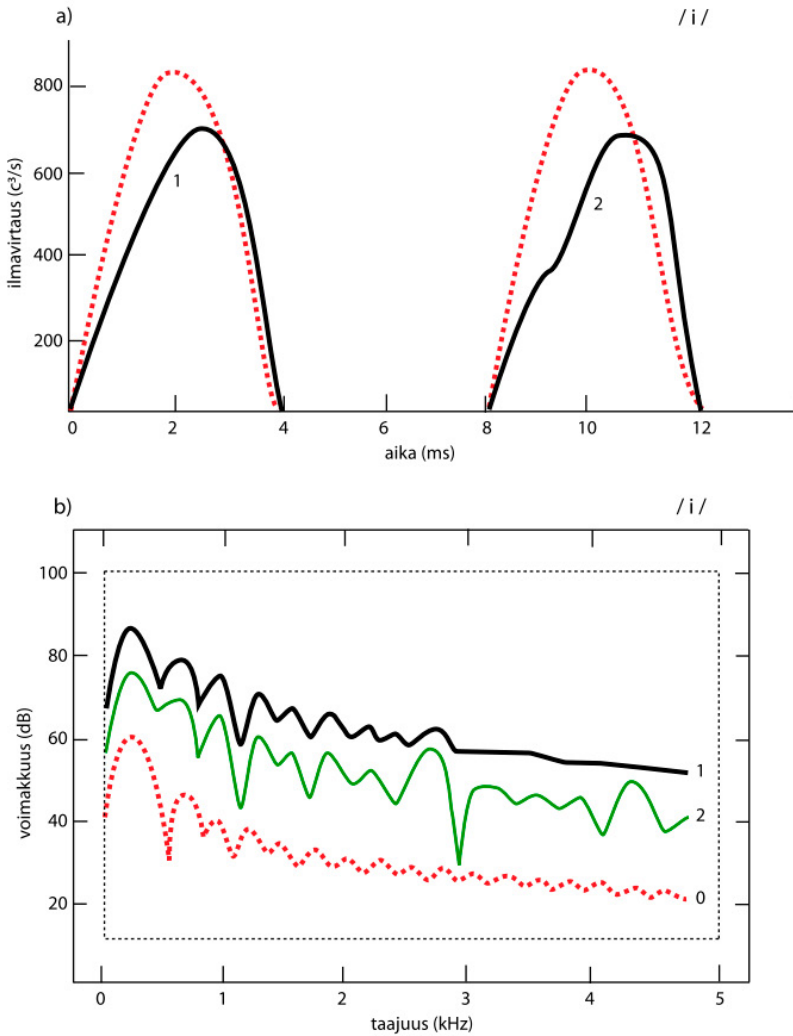 a)
/ i /
ilmavirtaus (c³/s)
800
600
400
200
1
2
0 2 4 6 8 10 12
aika (ms)
b)
/ i /
voimakkuus (dB)
100
80
60
40
20
1
2
0
0 1 2 3 4 5
taajuus (kHz)